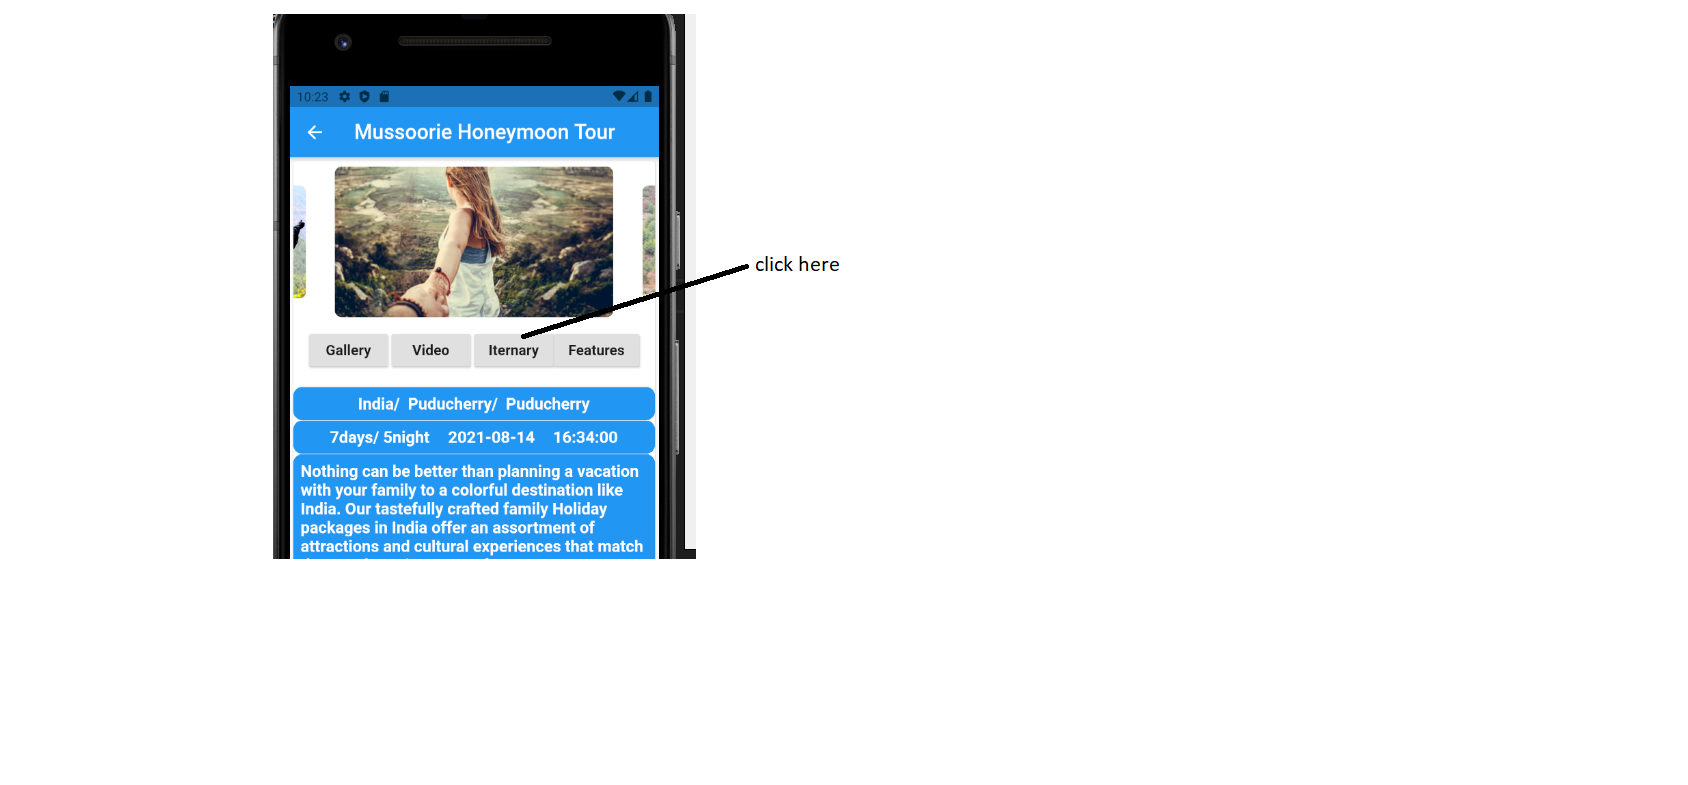 10:23
Mussoorie Honeymoon Tour
click here
Gallery Video Iternary Features
India/ Puducherry/ Puducherry
7days/ 5night 2021-08-14 16:34:00
Nothing can be better than planning a vacation
with your family to a colorful destination like
India. Our tastefully crafted family Holiday
packages in India offer an assortment of
attractions and cultural experiences that match